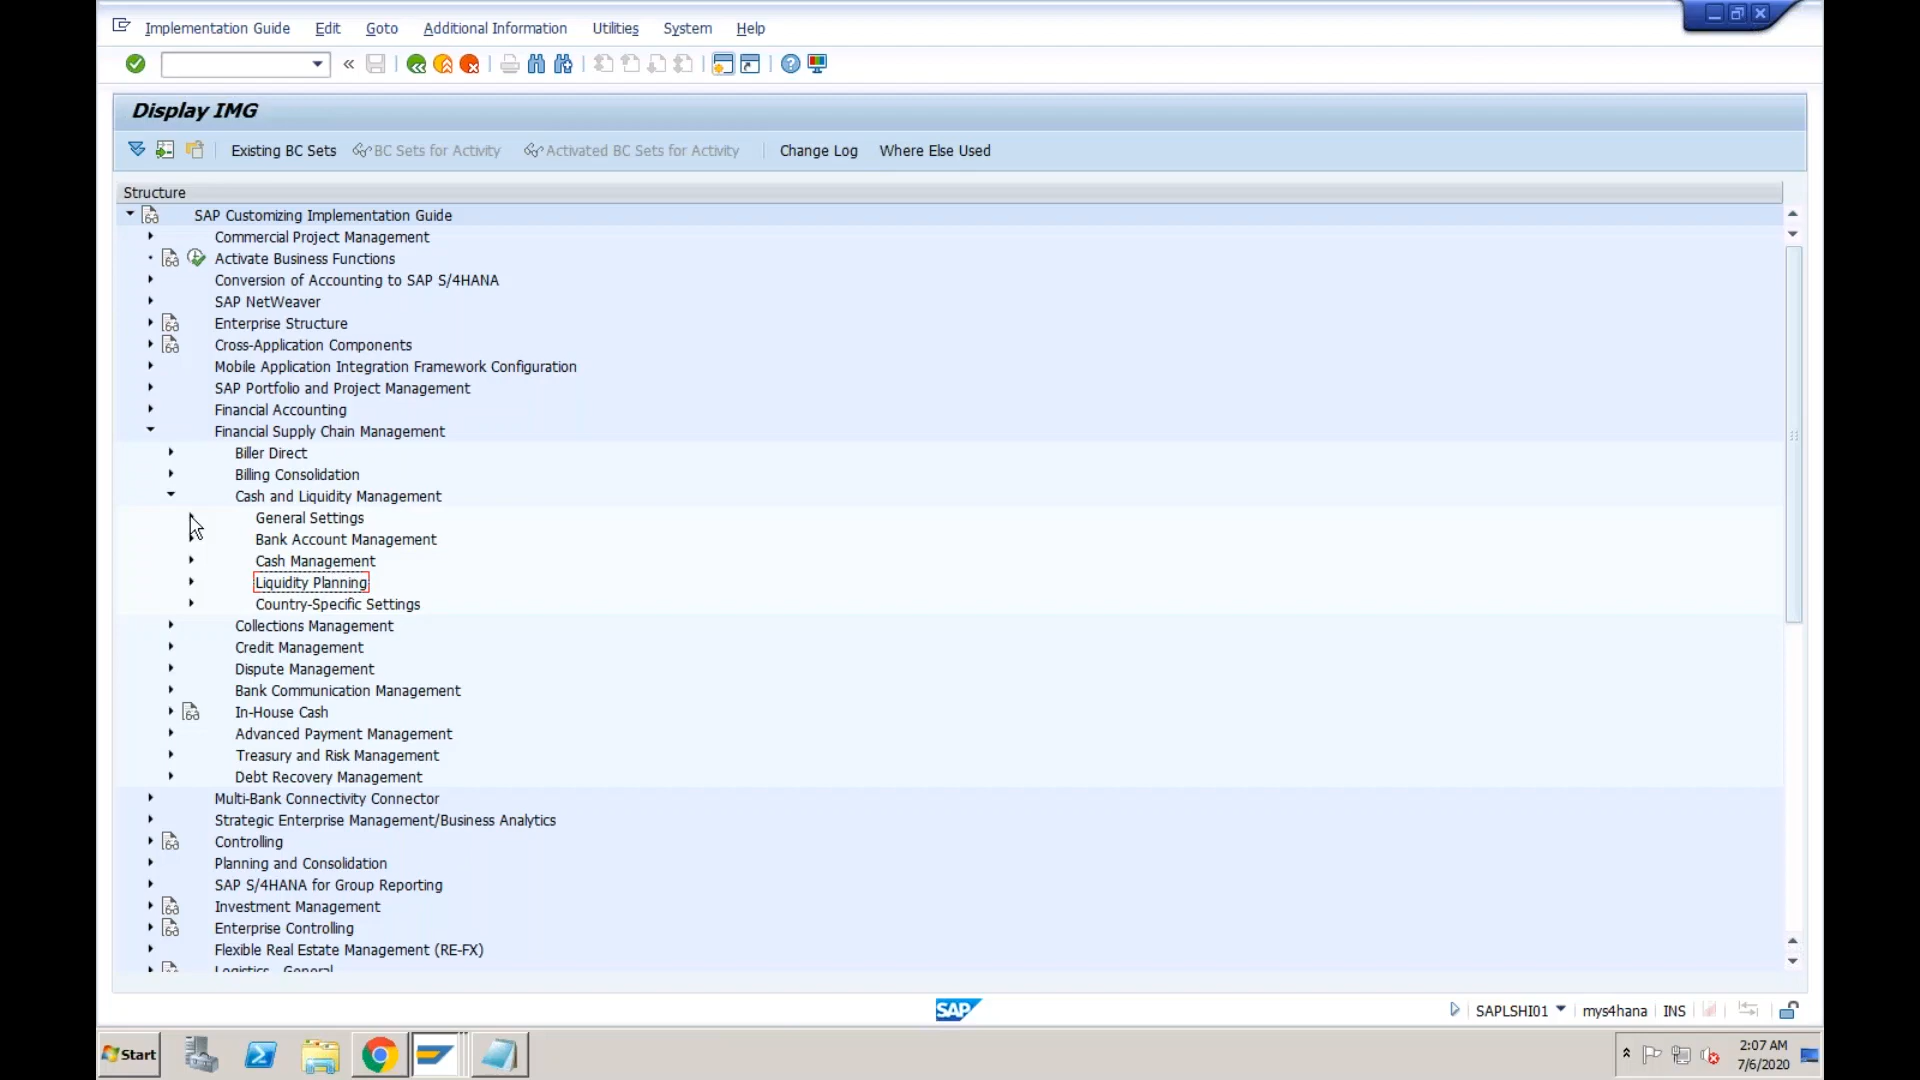 Implementation Guide Edit Goto Additional Information Utilities System Help
Display IMG
Existing BC Sets BC Sets for Activity Activated BC Sets for Activity Change Log Where Else Used
Structure
SAP Customizing Implementation Guide
Commercial Project Management
Activate Business Functions
Conversion of Accounting to SAP S/4HANA
SAP NetWeaver
Enterprise Structure
Cross-Application Components
Mobile Application Integration Framework Configuration
SAP Portfolio and Project Management
Financial Accounting
Financial Supply Chain Management
Biller Direct
Billing Consolidation
Cash and Liquidity Management
General Settings
Bank Account Management
Cash Management
Liquidity Planning
Country-Specific Settings
Collections Management
Credit Management
Dispute Management
Bank Communication Management
In-House Cash
Advanced Payment Management
Treasury and Risk Management
Debt Recovery Management
Multi-Bank Connectivity Connector
Strategic Enterprise Management/Business Analytics
Controlling
Planning and Consolidation
SAP S/4HANA for Group Reporting
Investment Management
Enterprise Controlling
Flexible Real Estate Management (RE-FX)
Logistics - General
SAP SAPLSHI01 mys4hana INS
Start 2:07 AM
7/6/2020